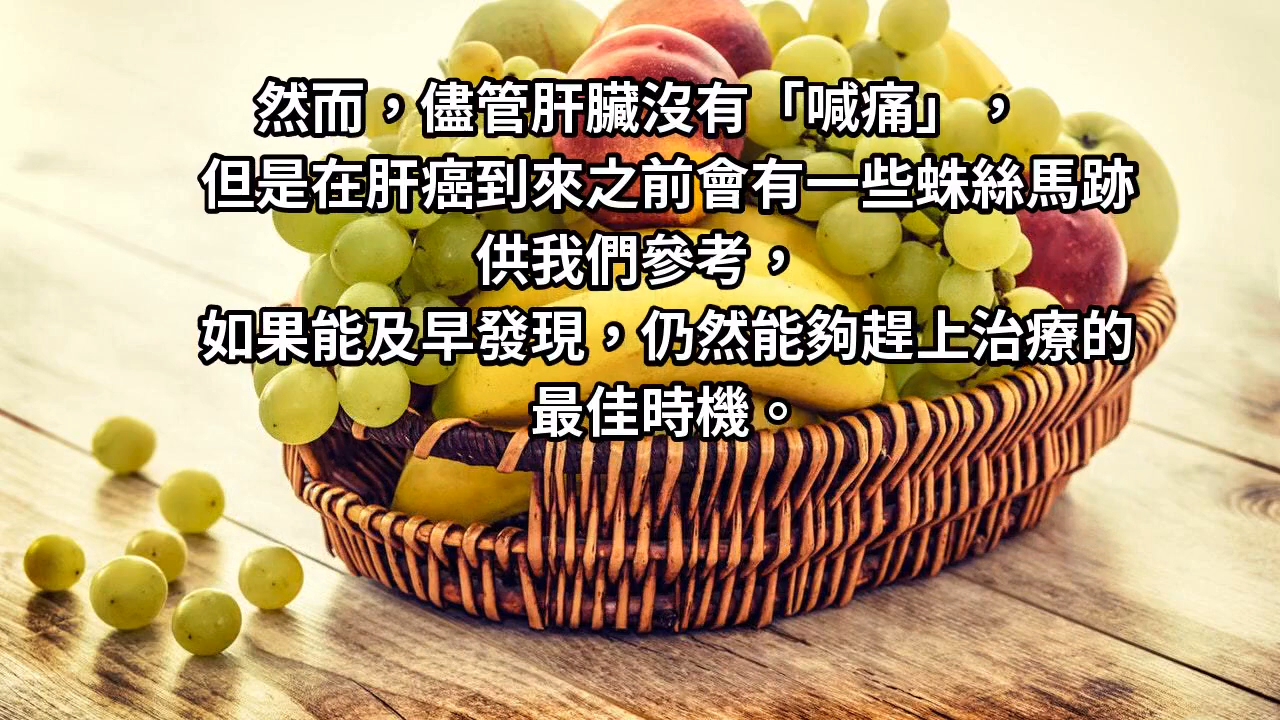 然而，儘管肝臟沒有「喊痛」，
但是在肝癌到來之前會有一些蛛絲馬跡
供我們參考，
如果能及早發現，仍然能夠趕上治療的
最佳時機。